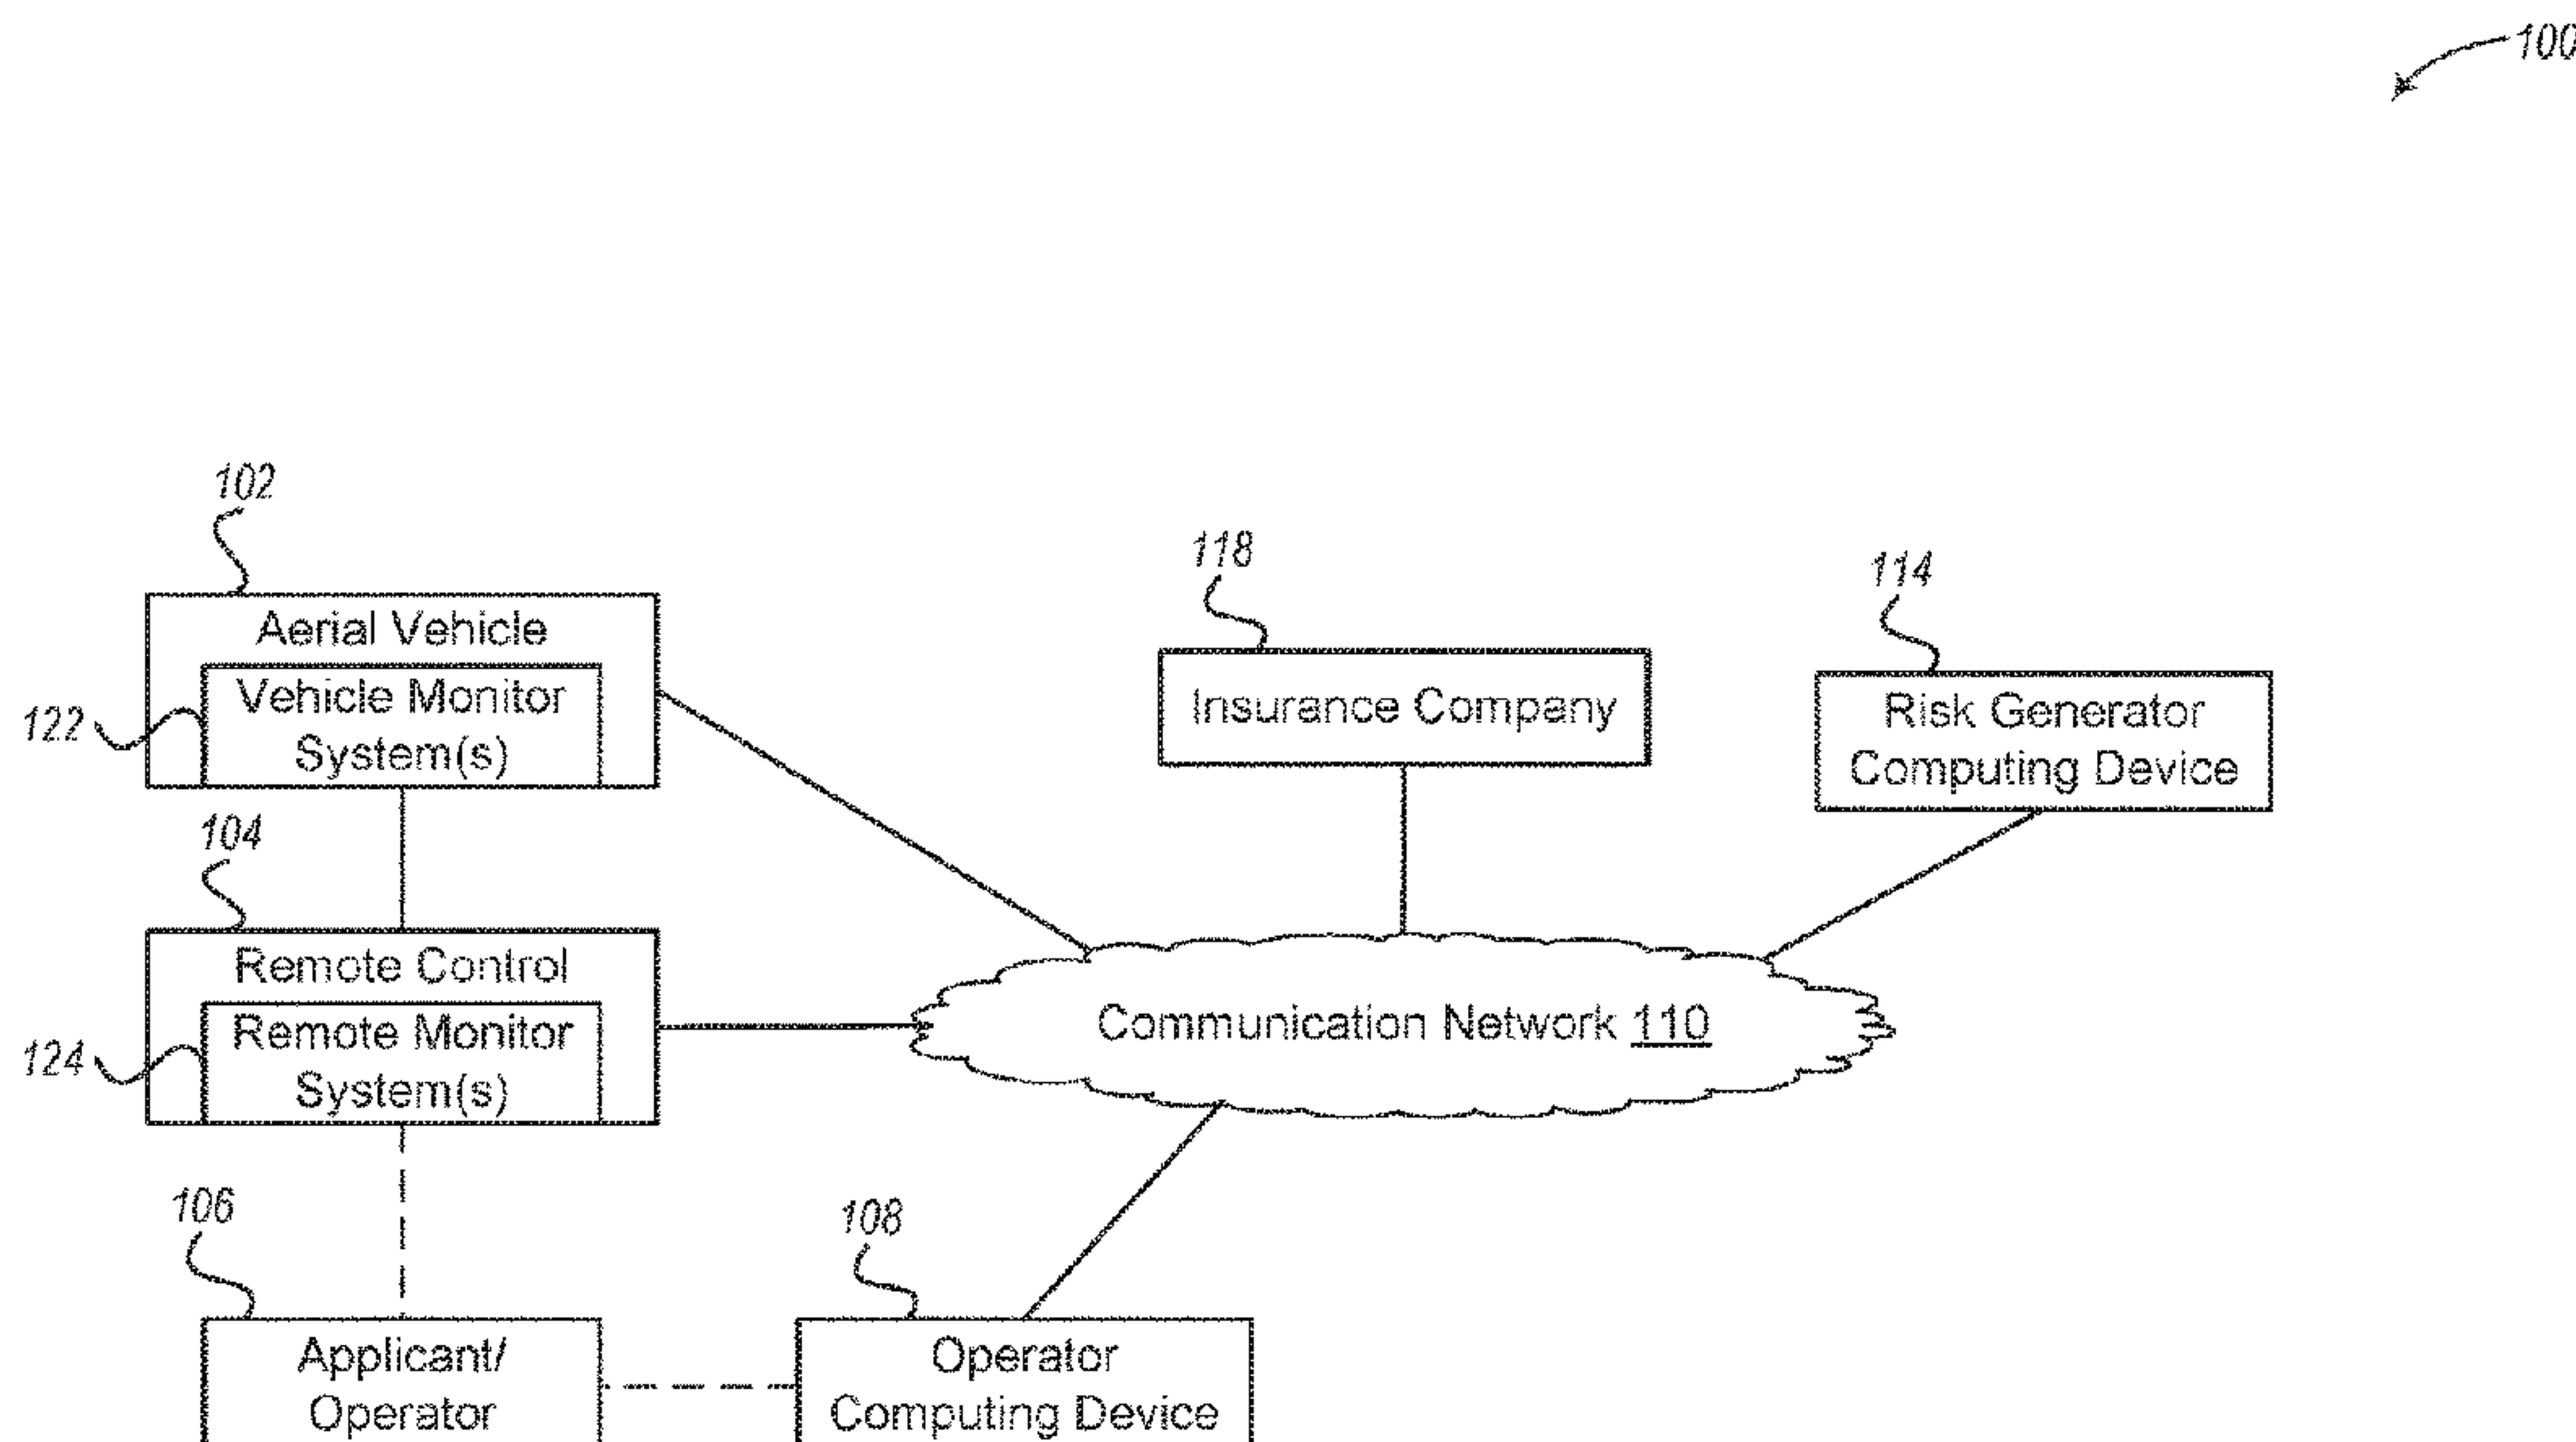 100
102
118
114
Aerial Vehicle
Vehicle Monitor
System(s)
122
Insurance Company
Risk Generator
Computing Device
104
Remote Control
Remote Monitor
System(s)
124
Communication Network 110
106
108
Applicant/
Operator
Operator
Computing Device